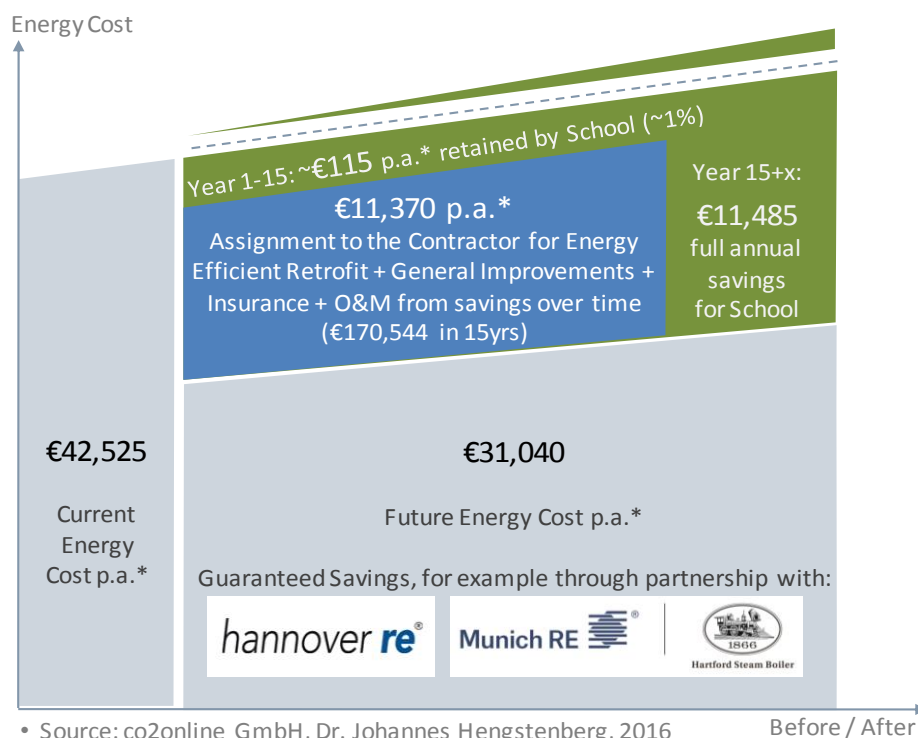 Energy Cost
Year 1-15: ~€115 p.a.* retained by School (~1%)
€11,370 p.a.*
Assignment to the Contractor for Energy
Efficient Retrofit + General Improvements +
Insurance + O&M from savings over time
(€170,544 in 15yrs)
Year 15+x:
€11,485
full annual
savings
for School
€42,525
Current
Energy
Cost p.a.*
€31,040
Future Energy Cost p.a.*
Guaranteed Savings, for example through partnership with:
hannover re®
Munich RE ®
1866
Hartford Steam Boiler
• Source: co2online GmbH, Dr. Johannes Hengstenberg, 2016
Before / After